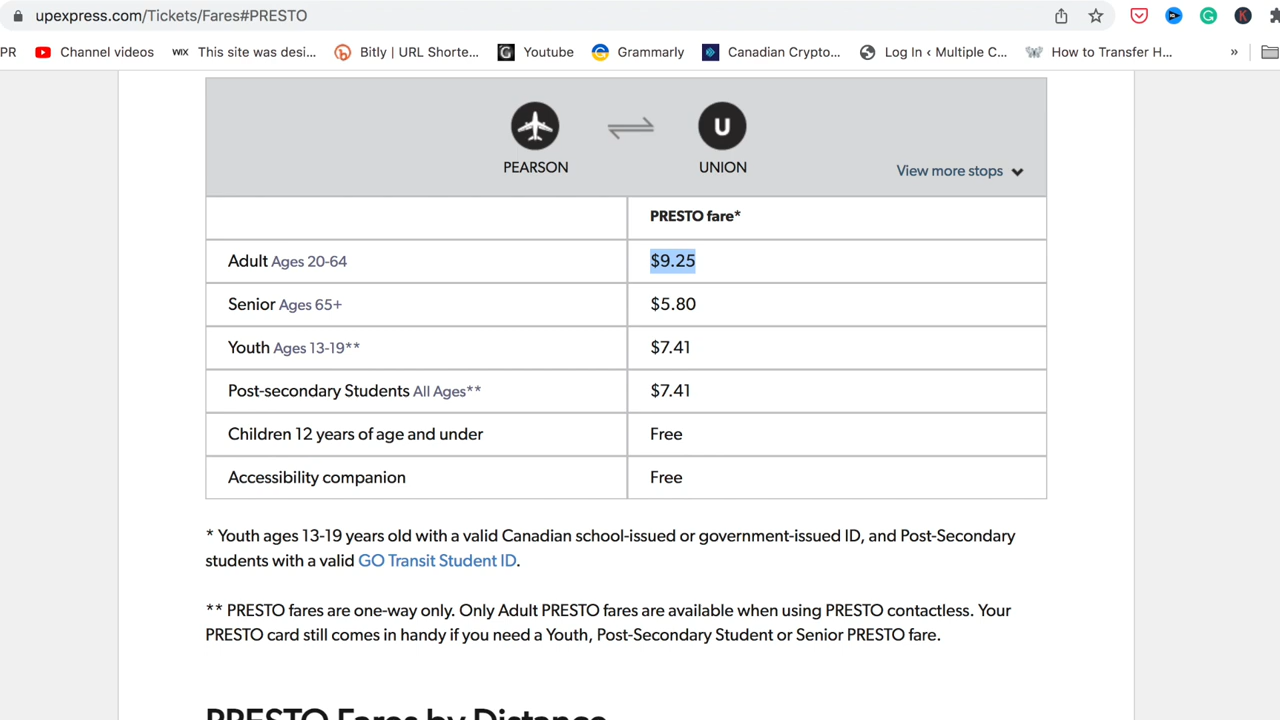 upexpress.com/Tickets/Fares#PRESTO
PR Channel videos WIX This site was desi... Bitly | URL Shorte... Youtube Grammarly Canadian Crypto... Log In ‹ Multiple C... How to Transfer H... »
U
PEARSON UNION
View more stops
PRESTO fare*
Adult Ages 20-64 $9.25
Senior Ages 65+ $5.80
Youth Ages 13-19** $7.41
Post-secondary Students All Ages** $7.41
Children 12 years of age and under Free
Accessibility companion Free
* Youth ages 13-19 years old with a valid Canadian school-issued or government-issued ID, and Post-Secondary
students with a valid GO Transit Student ID.
** PRESTO fares are one-way only. Only Adult PRESTO fares are available when using PRESTO contactless. Your
PRESTO card still comes in handy if you need a Youth, Post-Secondary Student or Senior PRESTO fare.
PRESTO Fares by Distance